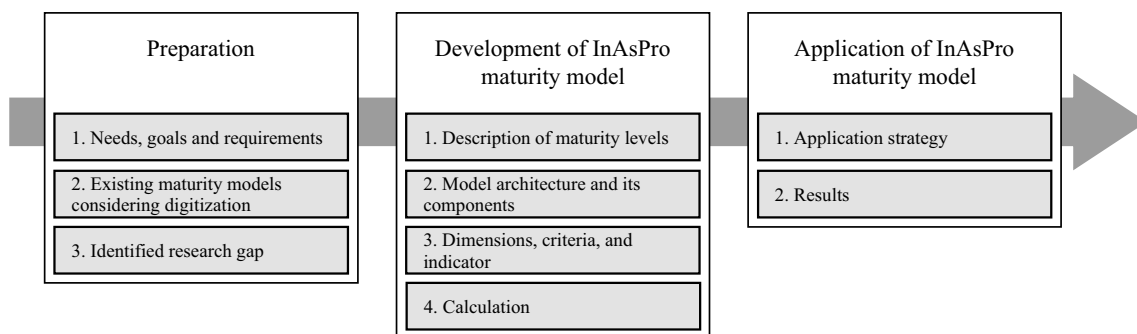 Preparation
1. Needs, goals and requirements
2. Existing maturity models
considering digitization
3. Identified research gap
Development of InAsPro
maturity model
1. Description of maturity levels
2. Model architecture and its
components
3. Dimensions, criteria, and
indicator
4. Calculation
Application of InAsPro
maturity model
1. Application strategy
2. Results